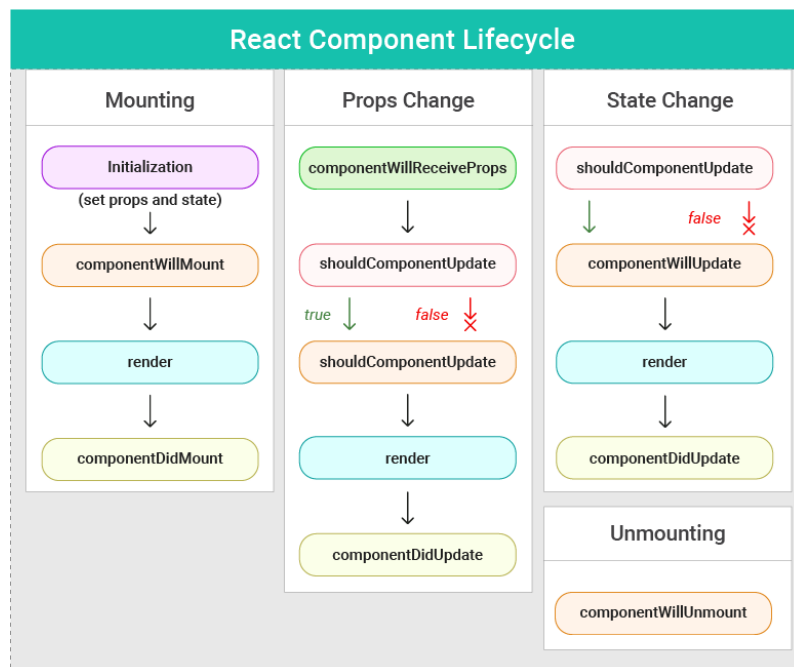 React Component Lifecycle
Mounting
Initialization
(set props and state)
componentWillMount
render
componentDidMount
Props Change
componentWillReceiveProps
shouldComponentUpdate
true
false
shouldComponentUpdate
render
componentDidUpdate
State Change
shouldComponentUpdate
false
componentWillUpdate
render
componentDidUpdate
Unmounting
componentWillUnmount